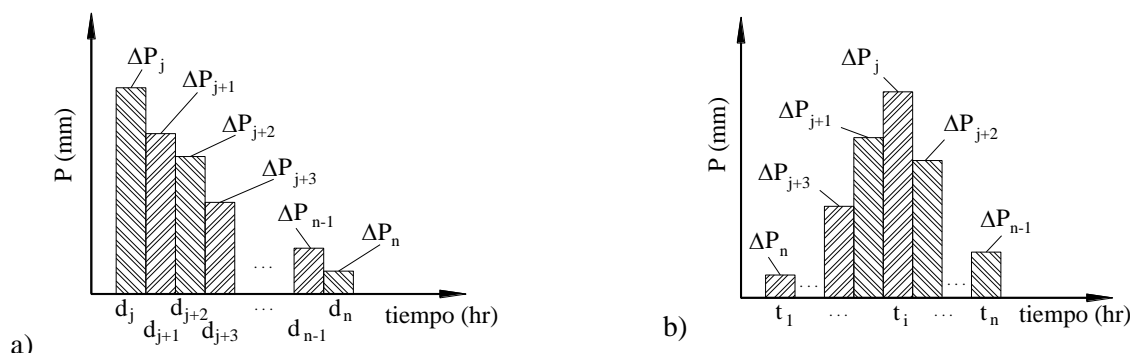 P (mm)
ΔP_j
ΔP_{j+1}
ΔP_{j+2}
ΔP_{j+3}
ΔP_{n-1}
ΔP_n
...
d_j d_{j+2} ... d_n tiempo (hr)
d_{j+1} d_{j+3} d_{n-1}
a)
P (mm)
ΔP_j
ΔP_{j+1}
ΔP_{j+2}
ΔP_{j+3}
ΔP_{n-1}
ΔP_n
... ...
t_1 ... t_i ... t_n tiempo (hr)
b)